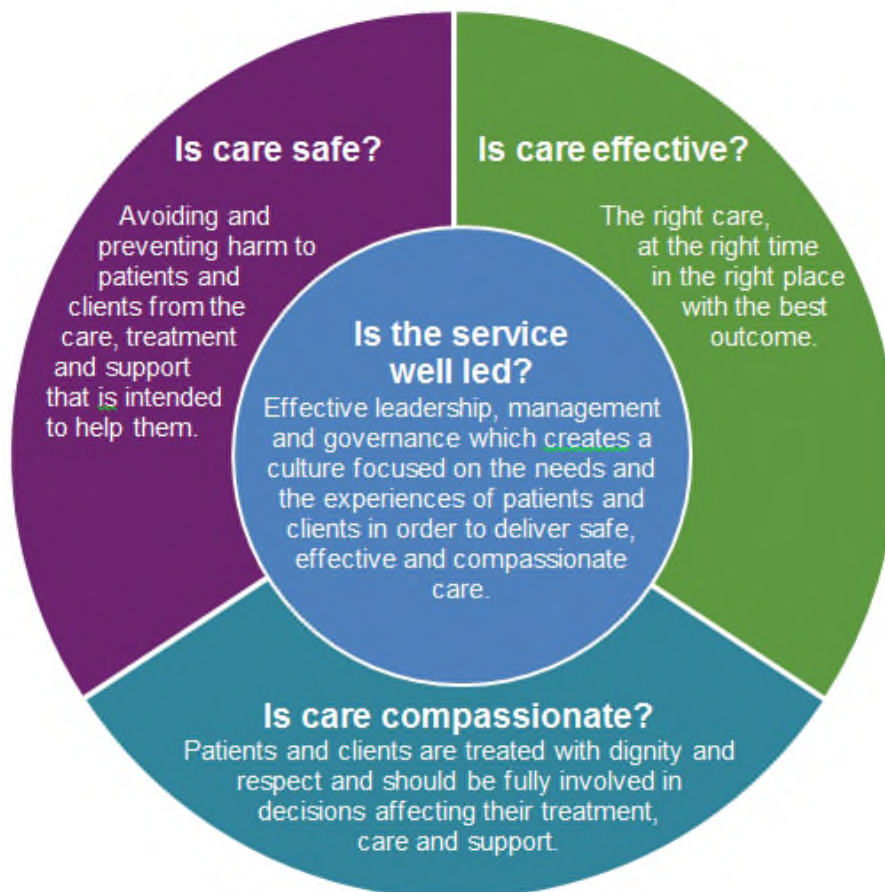 Is care safe?
Avoiding and
preventing harm to
patients and
clients from the
care, treatment
and support
that is intended
to help them.
Is care effective?
The right care,
at the right time
in the right place
with the best
outcome.
Is the service
well led?
Effective leadership, management
and governance which creates a
culture focused on the needs and
the experiences of patients and
clients in order to deliver safe,
effective and compassionate
care.
Is care compassionate?
Patients and clients are treated with dignity and
respect and should be fully involved in
decisions affecting their treatment,
care and support.